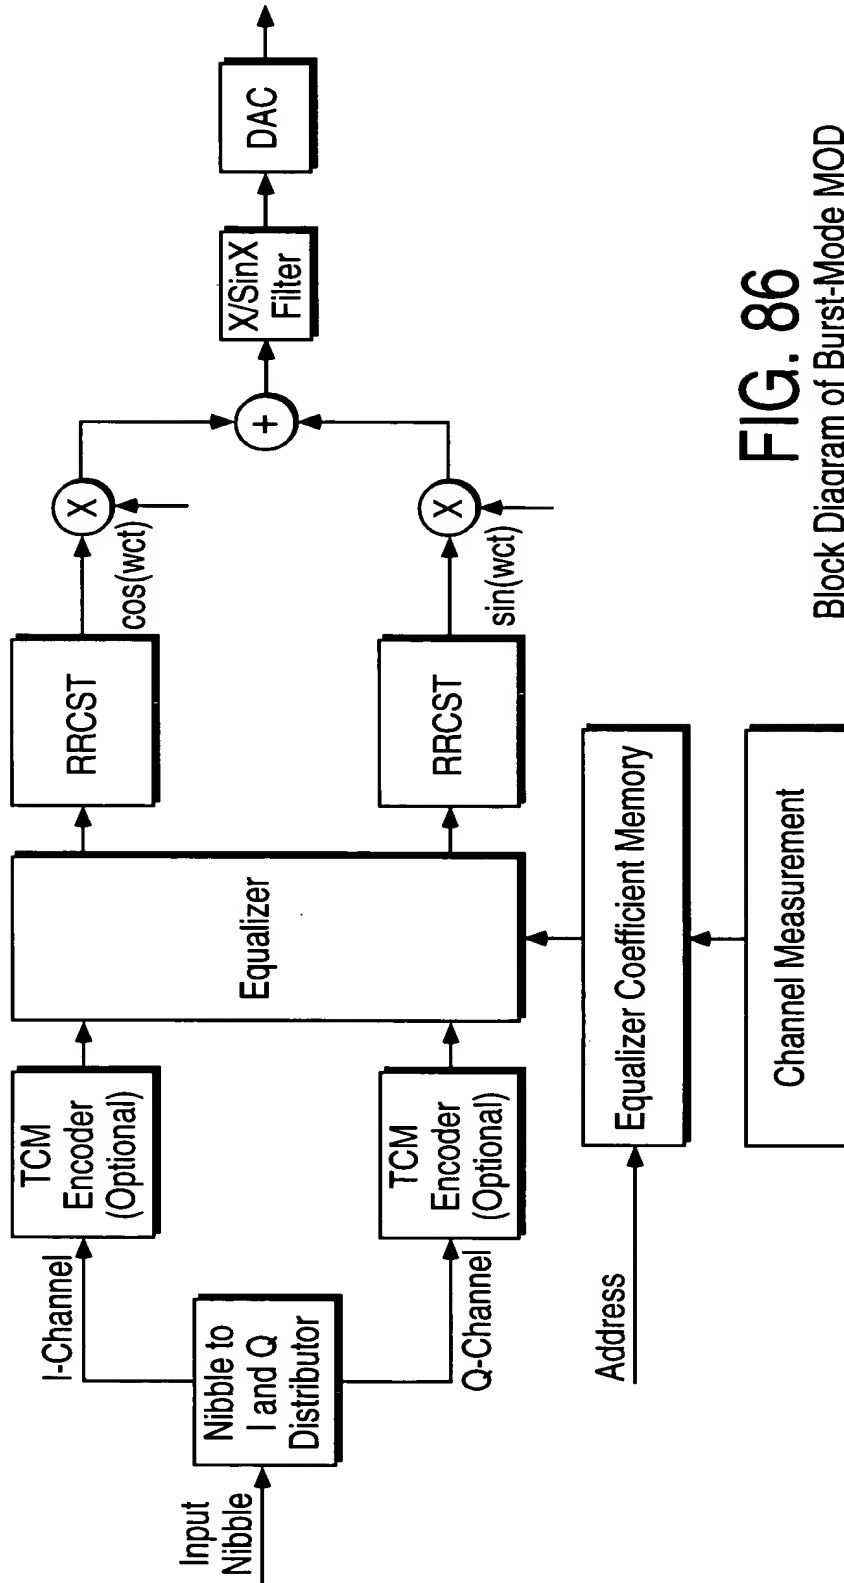 Input
Nibble
Nibble to
I and Q
Distributor
I-Channel
Q-Channel
TCM
Encoder
(Optional)
TCM
Encoder
(Optional)
Equalizer
Address
Equalizer Coefficient Memory
Channel Measurement
RRCST
RRCST
cos(wct)
sin(wct)
X
X
+
X/SinX
Filter
DAC
FIG. 86
Block Diagram of Burst-Mode MOD